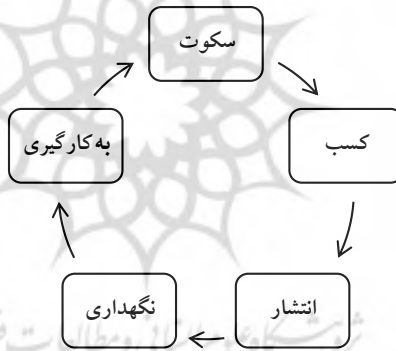 سکوت
کسب
انتشار
نگهداری
به کارگیری